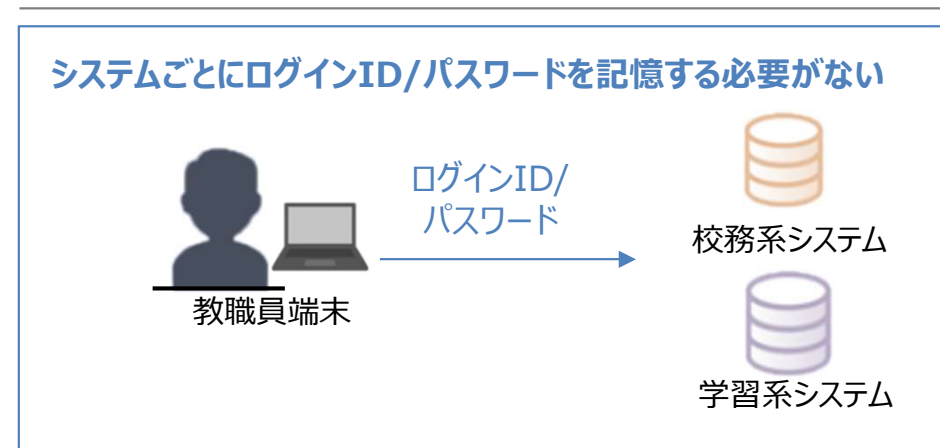 システムごとにログインID/パスワードを記憶する必要がない
ログインID/
パスワード
校務系システム
教職員端末
学習系システム